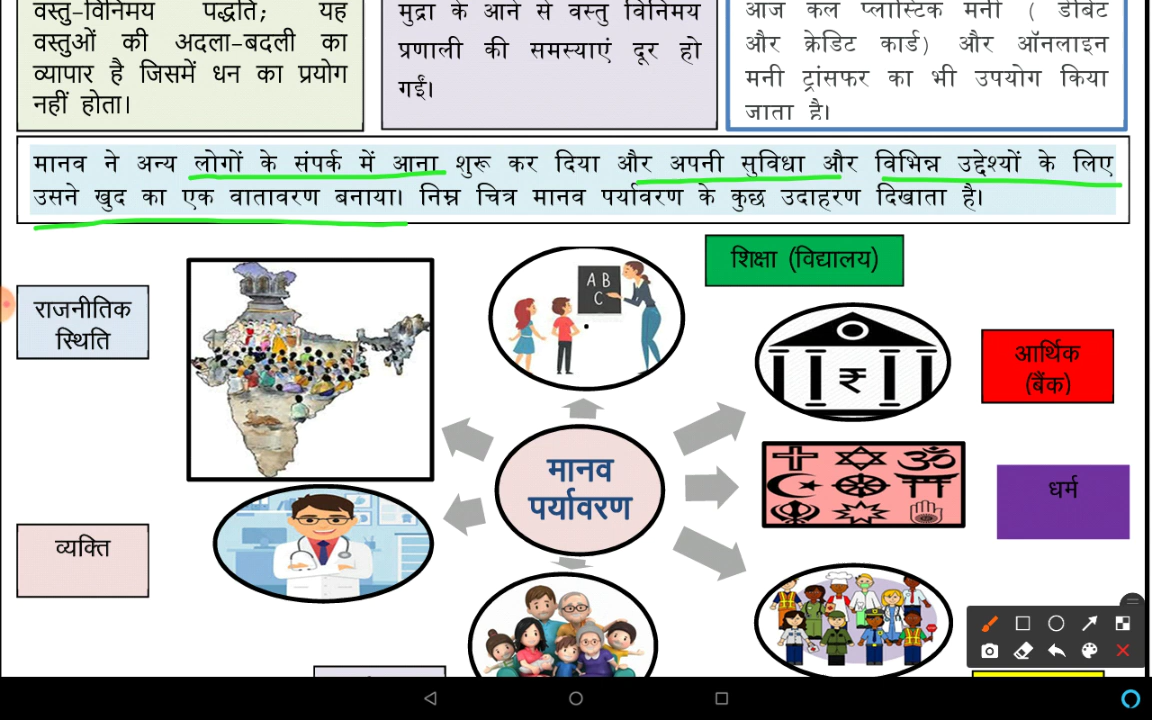 वस्तु-विनिमय पद्धति; यह
वस्तुओं की अदला-बदली का
व्यापार है जिसमें धन का प्रयोग
नहीं होता।
मुद्रा के आने से वस्तु विनिमय
प्रणाली की समस्याएं दूर हो
गईं।
आज कल प्लास्टिक मनी ( डेबिट
और क्रेडिट कार्ड) और ऑनलाइन
मनी ट्रांसफर का भी उपयोग किया
जाता है।
मानव ने अन्य लोगों के संपर्क में आना शुरू कर दिया और अपनी सुविधा और विभिन्न उद्देश्यों के लिए
उसने खुद का एक वातावरण बनाया। निम्न चित्र मानव पर्यावरण के कुछ उदाहरण दिखाता है।
शिक्षा (विद्यालय)
राजनीतिक
स्थिति
A B
C
₹
आर्थिक
(बैंक)
मानव
पर्यावरण
धर्म
व्यक्ति